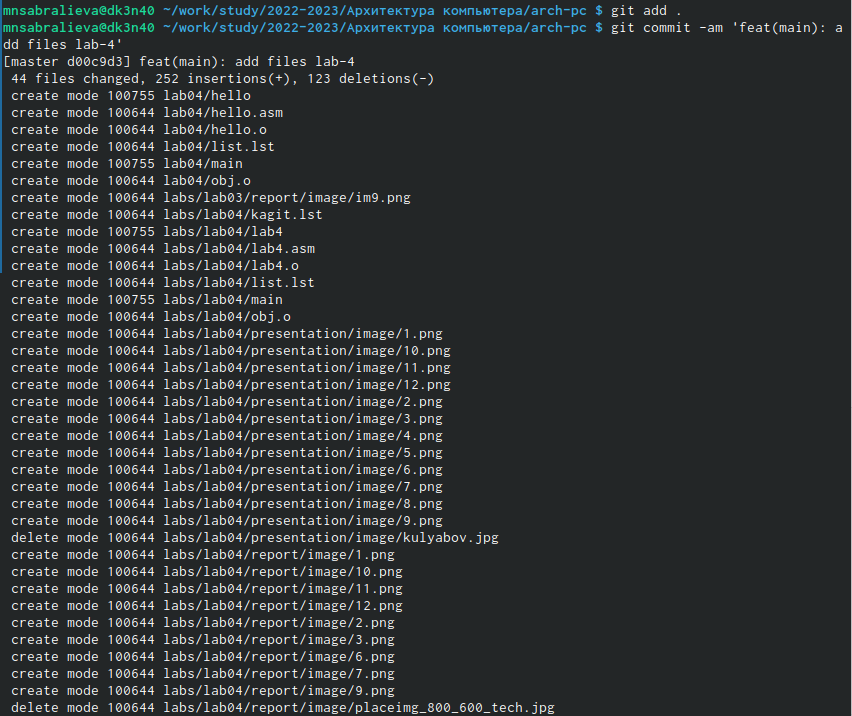 mnsabralieva@dk3n40 ~/work/study/2022-2023/Архитектура компьютера/arch-pc $ git add .
mnsabralieva@dk3n40 ~/work/study/2022-2023/Архитектура компьютера/arch-pc $ git commit -am 'feat(main): a
dd files lab-4'
[master d00c9d3] feat(main): add files lab-4
 44 files changed, 252 insertions(+), 123 deletions(-)
 create mode 100755 lab04/hello
 create mode 100644 lab04/hello.asm
 create mode 100644 lab04/hello.o
 create mode 100644 lab04/list.lst
 create mode 100755 lab04/main
 create mode 100644 lab04/obj.o
 create mode 100644 labs/lab03/report/image/im9.png
 create mode 100644 labs/lab04/kagit.lst
 create mode 100755 labs/lab04/lab4
 create mode 100644 labs/lab04/lab4.asm
 create mode 100644 labs/lab04/lab4.o
 create mode 100644 labs/lab04/list.lst
 create mode 100755 labs/lab04/main
 create mode 100644 labs/lab04/obj.o
 create mode 100644 labs/lab04/presentation/image/1.png
 create mode 100644 labs/lab04/presentation/image/10.png
 create mode 100644 labs/lab04/presentation/image/11.png
 create mode 100644 labs/lab04/presentation/image/12.png
 create mode 100644 labs/lab04/presentation/image/2.png
 create mode 100644 labs/lab04/presentation/image/3.png
 create mode 100644 labs/lab04/presentation/image/4.png
 create mode 100644 labs/lab04/presentation/image/5.png
 create mode 100644 labs/lab04/presentation/image/6.png
 create mode 100644 labs/lab04/presentation/image/7.png
 create mode 100644 labs/lab04/presentation/image/8.png
 create mode 100644 labs/lab04/presentation/image/9.png
 delete mode 100644 labs/lab04/presentation/image/kulyabov.jpg
 create mode 100644 labs/lab04/report/image/1.png
 create mode 100644 labs/lab04/report/image/10.png
 create mode 100644 labs/lab04/report/image/11.png
 create mode 100644 labs/lab04/report/image/12.png
 create mode 100644 labs/lab04/report/image/2.png
 create mode 100644 labs/lab04/report/image/3.png
 create mode 100644 labs/lab04/report/image/6.png
 create mode 100644 labs/lab04/report/image/7.png
 create mode 100644 labs/lab04/report/image/9.png
 delete mode 100644 labs/lab04/report/image/placeimg_800_600_tech.jpg